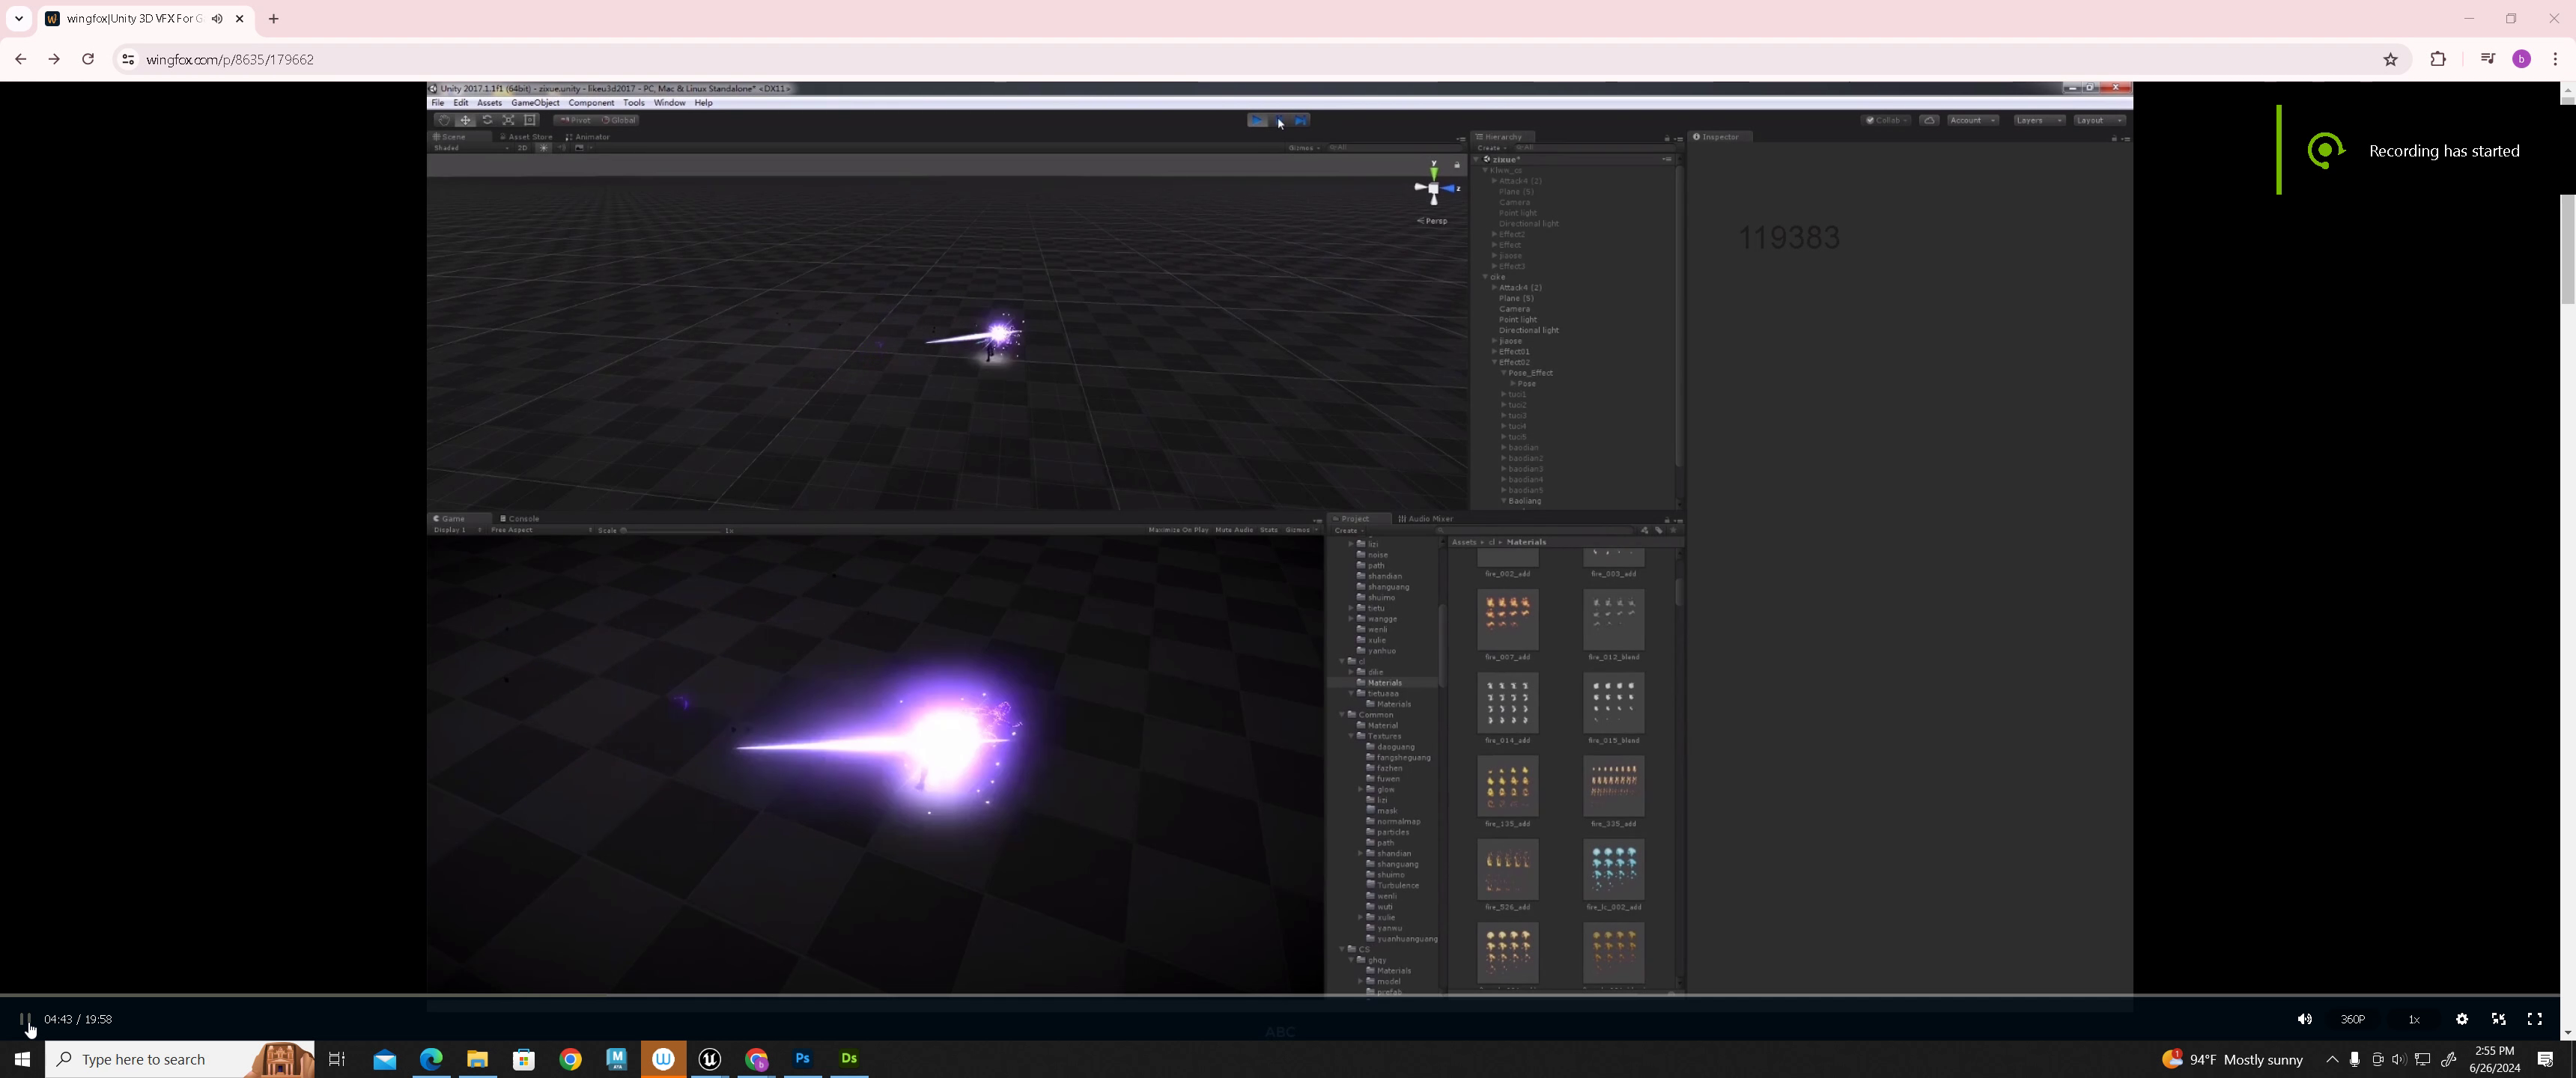 wingfox|Unity 3D VFX For G
wingfox.com/p/8635/179662
Unity 2017.1.1f1 (64bit) - zixue.unity - likeu3d2017 - PC, Mac & Linux Standalone* <DX11>
File Edit Assets GameObject Component Tools Window Help
Pivot Global
Collab Account Layers Layout
Scene Asset Store Animator
Shaded 2D Gizmos All
y
z
Persp
Hierarchy
Create All
zixue*
Klww_cs
Attack4 (2)
Plane (5)
Camera
Point light
Directional light
Effect2
Effect
jiaose
Effect3
cike
Attack4 (2)
Plane (5)
Camera
Point light
Directional light
jiaose
Effect01
Effect02
Pose_Effect
Pose
tuci1
tuci2
tuci3
tuci4
tuci5
baodian
baodian2
baodian3
baodian4
baodian5
Baoliang
Inspector
119383
Recording has started
Game Console
Display 1 Free Aspect Scale 1x Maximize On Play Mute Audio Stats Gizmos
Project Audio Mixer
Create
lizi
noise
path
shandian
shanguang
shuimo
tietu
wangge
wenli
xulie
yanhuo
cl
dilie
Materials
tietuaaa
Materials
Common
Material
Textures
daoguang
fangsheguang
fazhen
fuwen
glow
lizi
mask
normalmap
particles
path
shandian
shanguang
shuimo
Turbulence
wenli
wuti
xulie
yanwu
yuanhuanguang
CS
ghqy
Materials
model
prefab
Assets cl Materials
fire_002_add fire_003_add
fire_007_add fire_012_blend
fire_014_add fire_015_blend
fire_135_add fire_335_add
fire_526_add fire_lc_002_add
04:43 / 19:58
360P 1x
ABC
Type here to search
94°F Mostly sunny
2:55 PM
6/26/2024